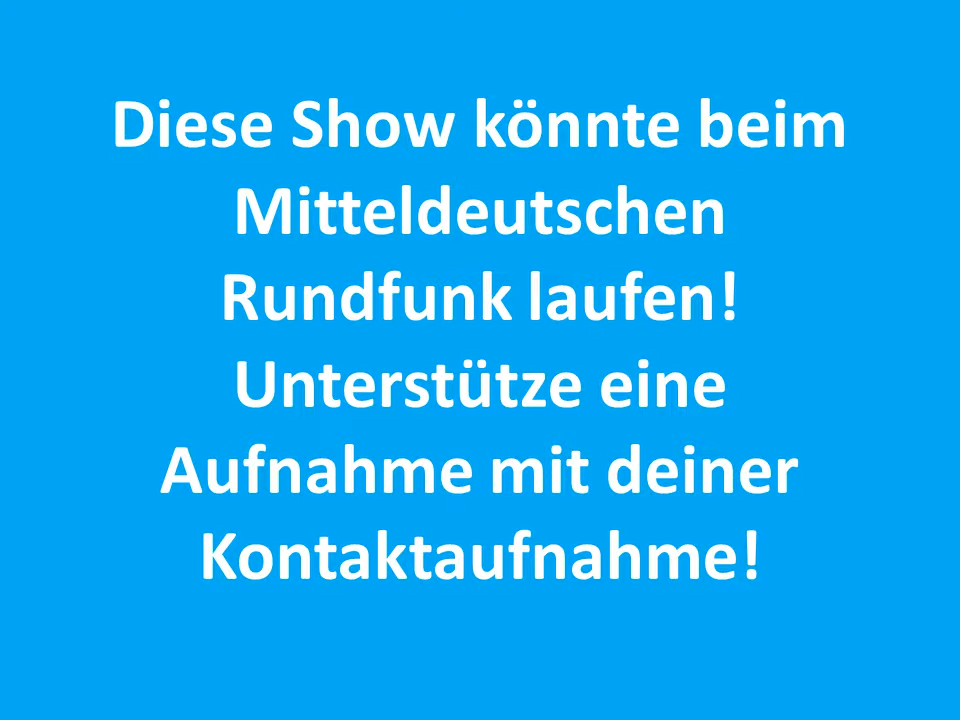 Diese Show könnte beim
Mitteldeutschen
Rundfunk laufen!
Unterstütze eine
Aufnahme mit deiner
Kontaktaufnahme!